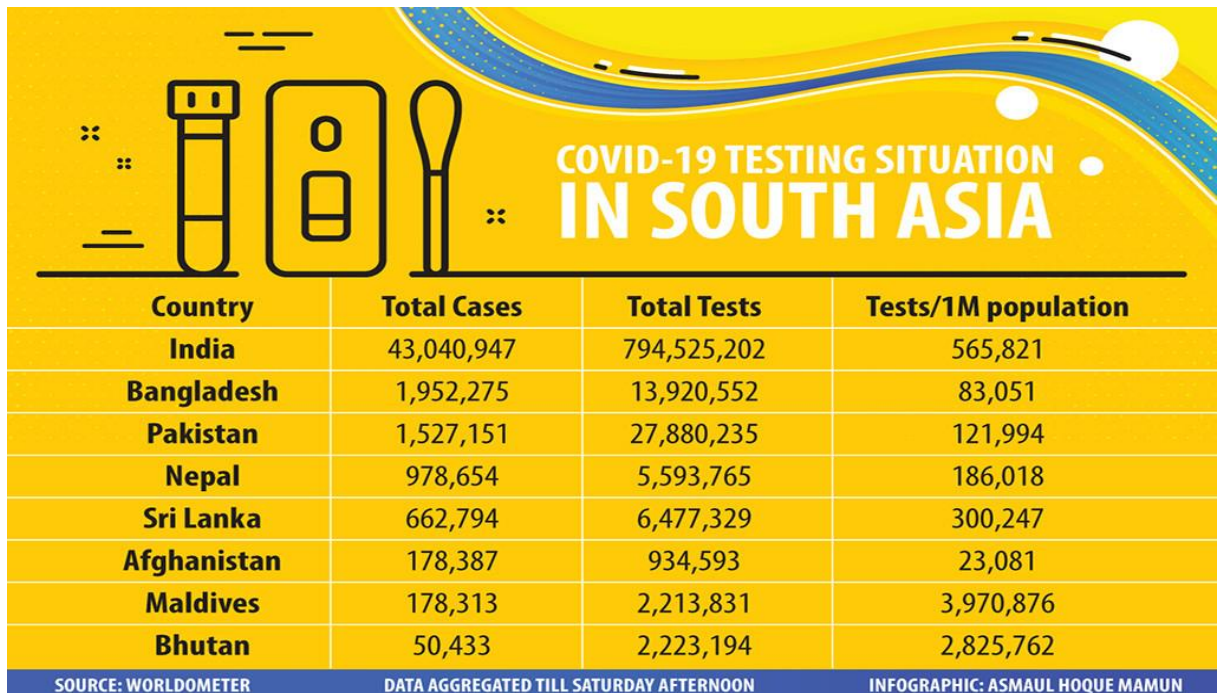 COVID-19 TESTING SITUATION
IN SOUTH ASIA
Country Total Cases Total Tests Tests/1M population
India 43,040,947 794,525,202 565,821
Bangladesh 1,952,275 13,920,552 83,051
Pakistan 1,527,151 27,880,235 121,994
Nepal 978,654 5,593,765 186,018
Sri Lanka 662,794 6,477,329 300,247
Afghanistan 178,387 934,593 23,081
Maldives 178,313 2,213,831 3,970,876
Bhutan 50,433 2,223,194 2,825,762
SOURCE: WORLDOMETER DATA AGGREGATED TILL SATURDAY AFTERNOON INFOGRAPHIC: ASMAUL HOQUE MAMUN